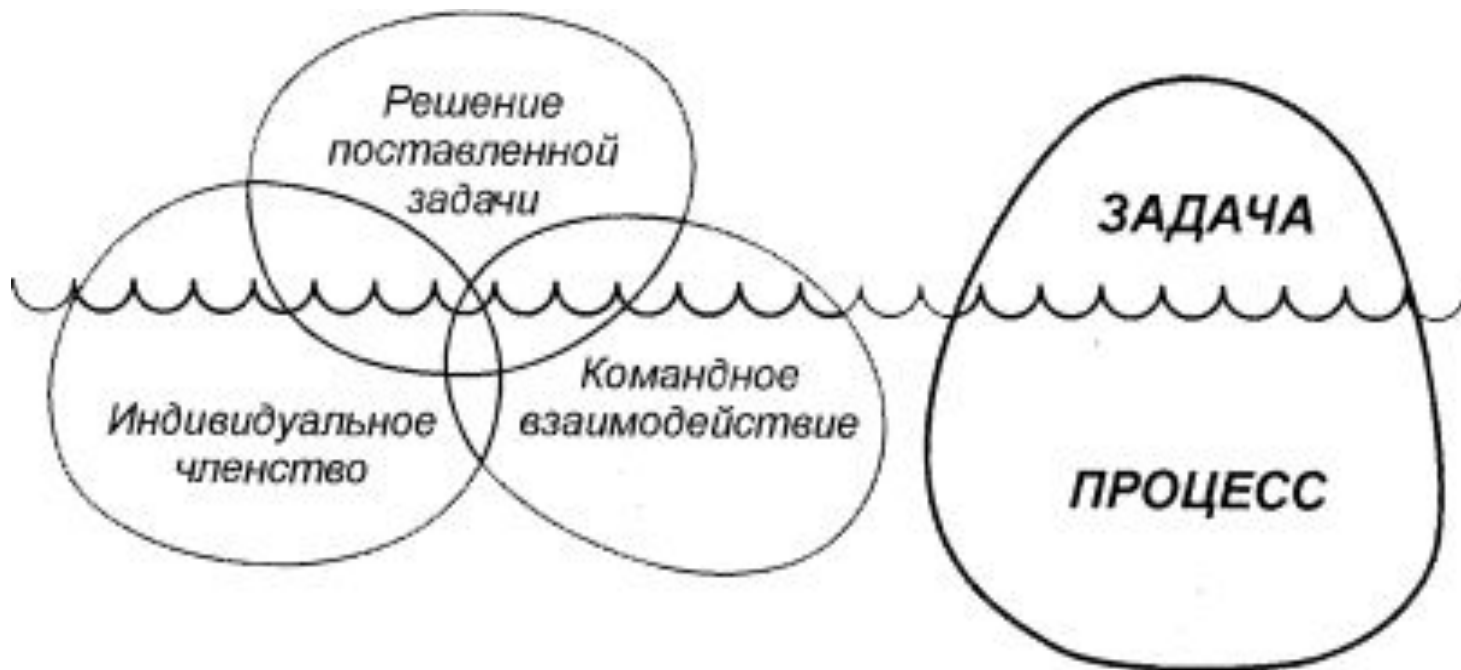 Решение
поставленной
задачи
Индивидуальное
членство
Командное
взаимодействие
ЗАДАЧА
ПРОЦЕСС